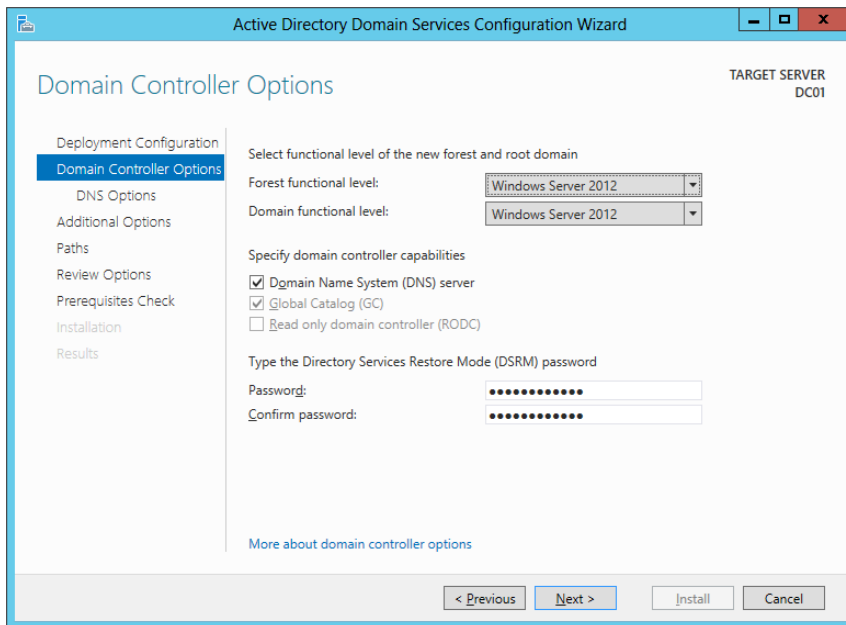 Active Directory Domain Services Configuration Wizard
Domain Controller Options
TARGET SERVER
DC01
Deployment Configuration
Domain Controller Options
DNS Options
Additional Options
Paths
Review Options
Prerequisites Check
Installation
Results
Select functional level of the new forest and root domain
Forest functional level: Windows Server 2012
Domain functional level: Windows Server 2012
Specify domain controller capabilities
Domain Name System (DNS) server
Global Catalog (GC)
Read only domain controller (RODC)
Type the Directory Services Restore Mode (DSRM) password
Password: ●●●●●●●●●●●●
Confirm password: ●●●●●●●●●●●●
More about domain controller options
< Previous Next > Install Cancel